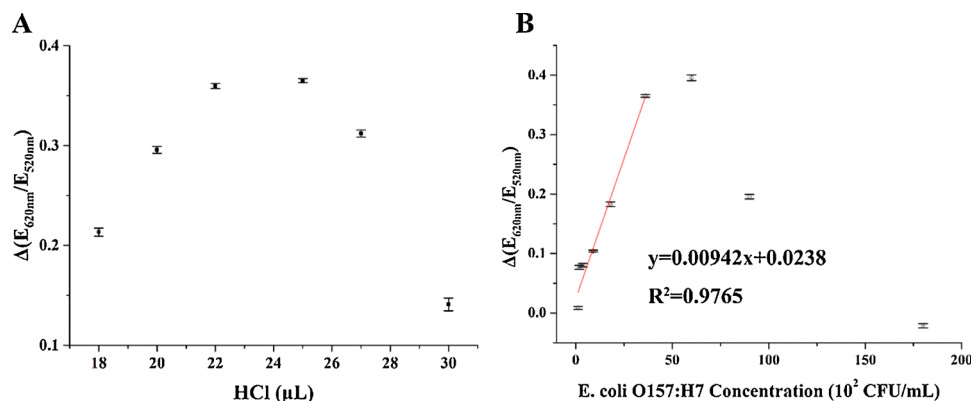 A
0.4
0.3
0.2
0.1
Δ(E620nm/E520nm)
18 20 22 24 26 28 30
HCl (μL)
B
0.4
0.3
0.2
0.1
0.0
Δ(E620nm/E520nm)
y=0.00942x+0.0238
R²=0.9765
0 50 100 150 200
E. coli O157:H7 Concentration (10² CFU/mL)